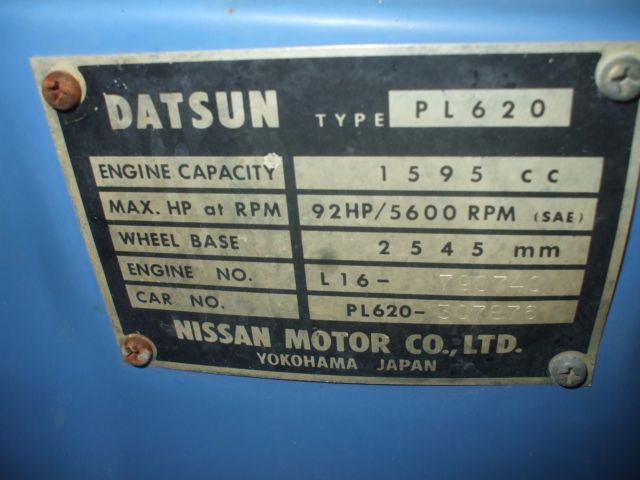 DATSUN TYPE PL620
ENGINE CAPACITY 1595 cc
MAX. HP at RPM 92HP/5600 RPM (SAE)
WHEEL BASE 2545 mm
ENGINE NO. L16-
CAR NO. PL620-307876
NISSAN MOTOR CO., LTD.
YOKOHAMA JAPAN